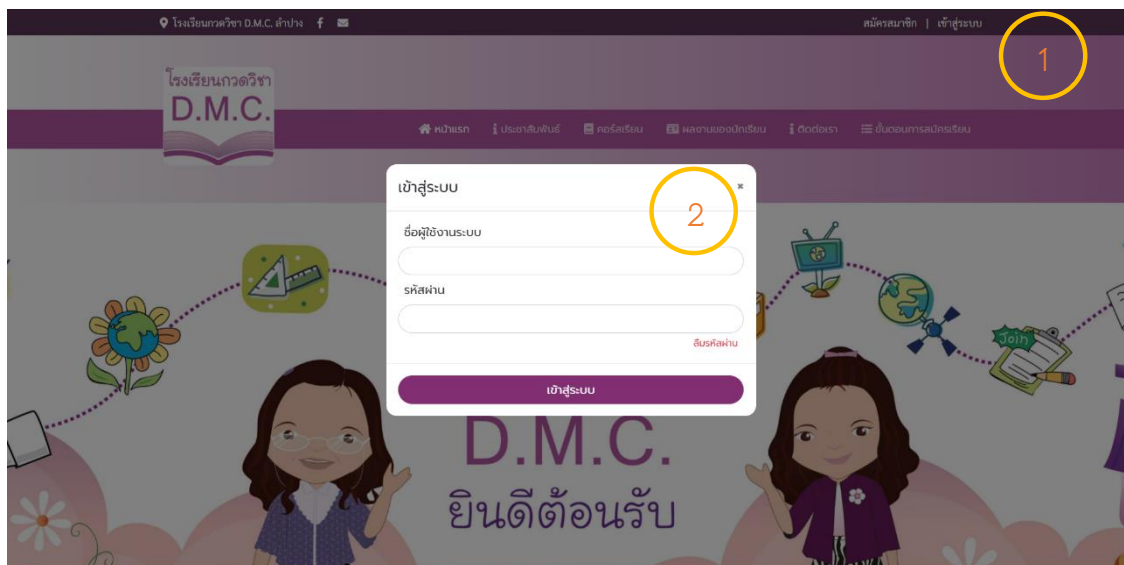 โรงเรียนกวดวิชา D.M.C. ลำปาง
สมัครสมาชิก | เข้าสู่ระบบ
1
โรงเรียนกวดวิชา
D.M.C.
หน้าแรก ประชาสัมพันธ์ คอร์สเรียน ผลงานของนักเรียน ติดต่อเรา ขั้นตอนการสมัครเรียน
เข้าสู่ระบบ
2
ชื่อผู้ใช้งานระบบ
รหัสผ่าน
ลืมรหัสผ่าน
เข้าสู่ระบบ
Join
D.M.C.
ยินดีต้อนรับ